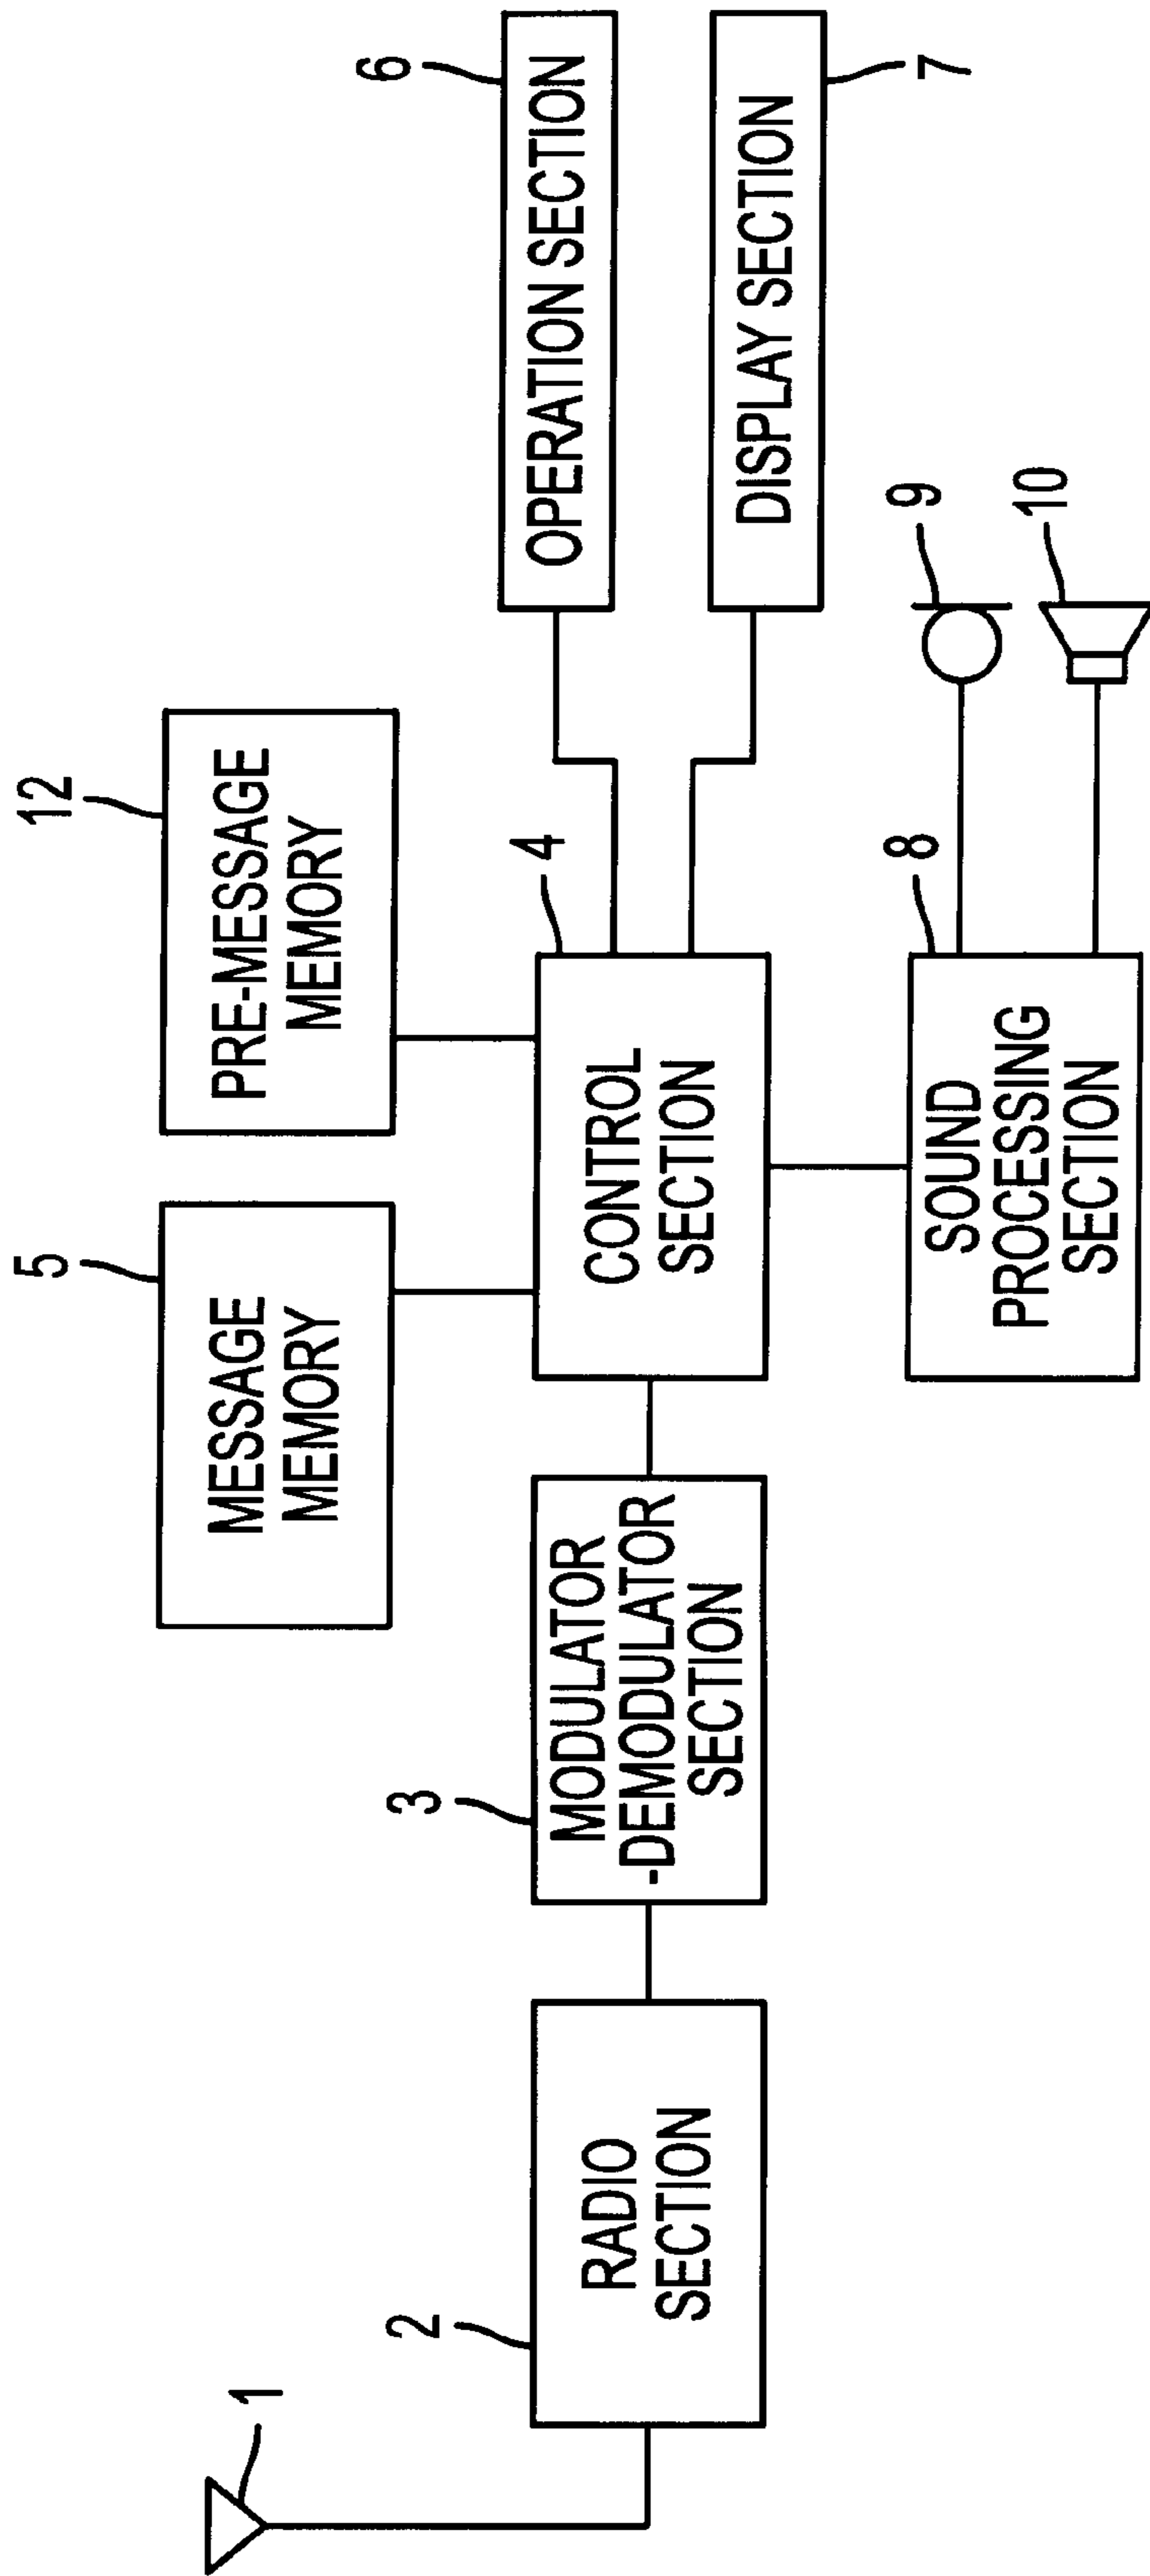 12
6
5
PRE-MESSAGE
MEMORY
OPERATION SECTION
MESSAGE
MEMORY
7
4
DISPLAY SECTION
1
2
3
RADIO
SECTION
MODULATOR
-DEMODULATOR
SECTION
CONTROL
SECTION
8
9
SOUND
PROCESSING
SECTION
10